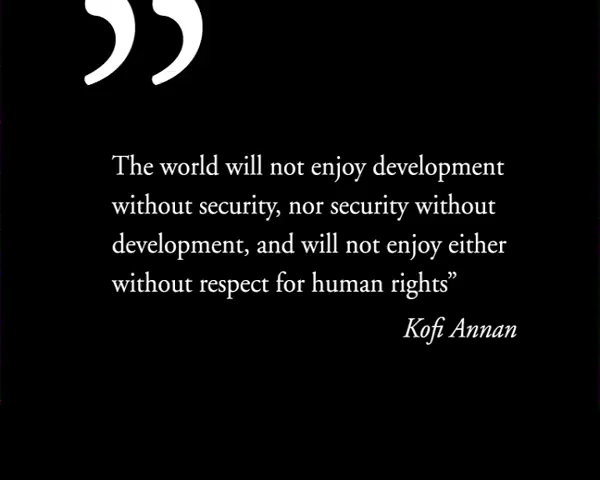 ”
The world will not enjoy development
without security, nor security without
development, and will not enjoy either
without respect for human rights”
Kofi Annan